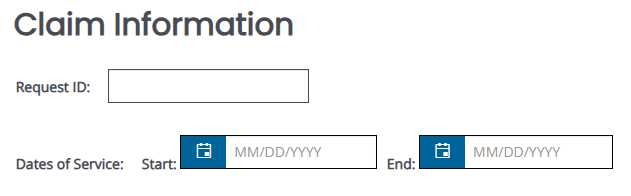 Claim Information
Request ID:
Dates of Service: Start: MM/DD/YYYY End: MM/DD/YYYY